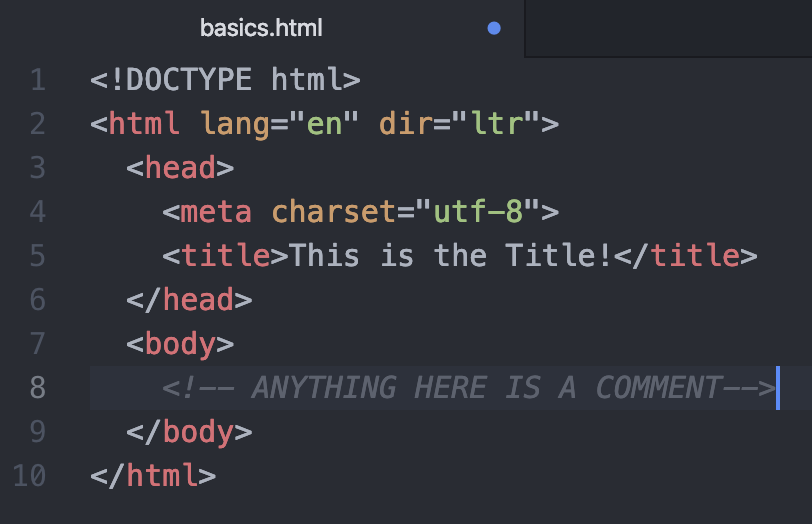 basics.html
1 <!DOCTYPE html>
2 <html lang="en" dir="ltr">
3   <head>
4     <meta charset="utf-8">
5     <title>This is the Title!</title>
6   </head>
7   <body>
8     <!-- ANYTHING HERE IS A COMMENT-->
9   </body>
10 </html>